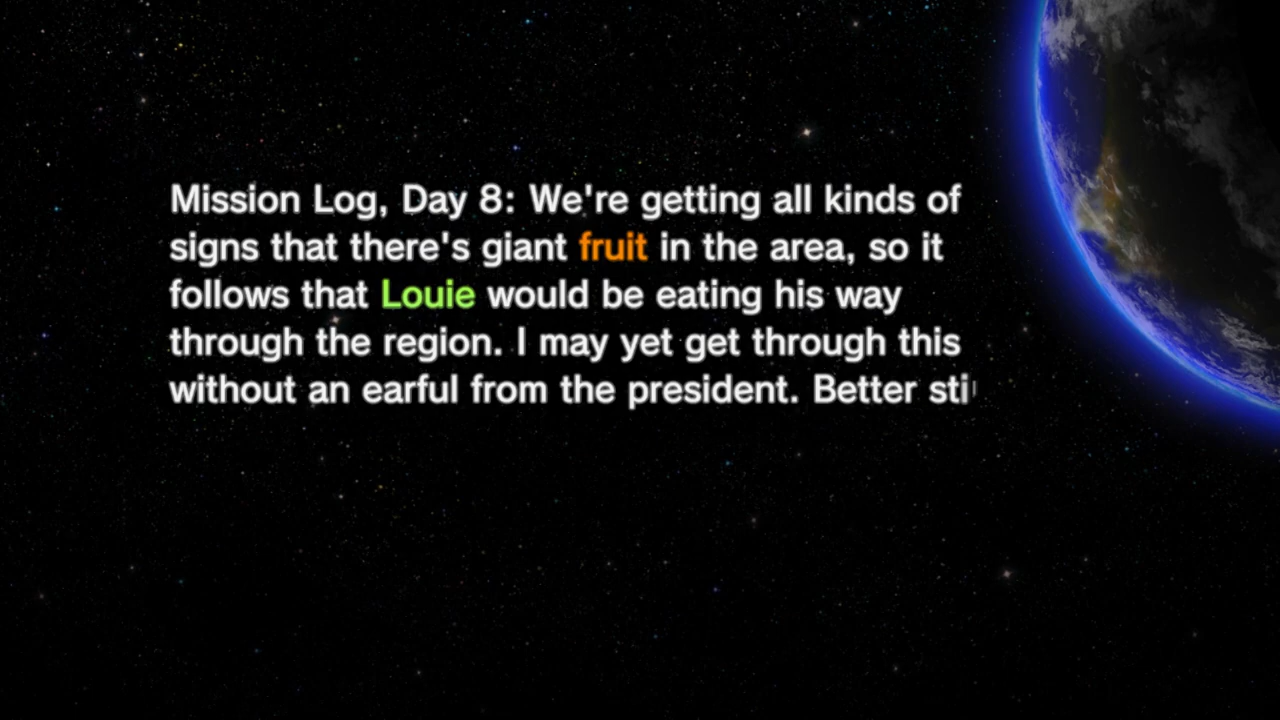 Mission Log, Day 8: We're getting all kinds of
signs that there's giant fruit in the area, so it
follows that Louie would be eating his way
through the region. I may yet get through this
without an earful from the president. Better sti